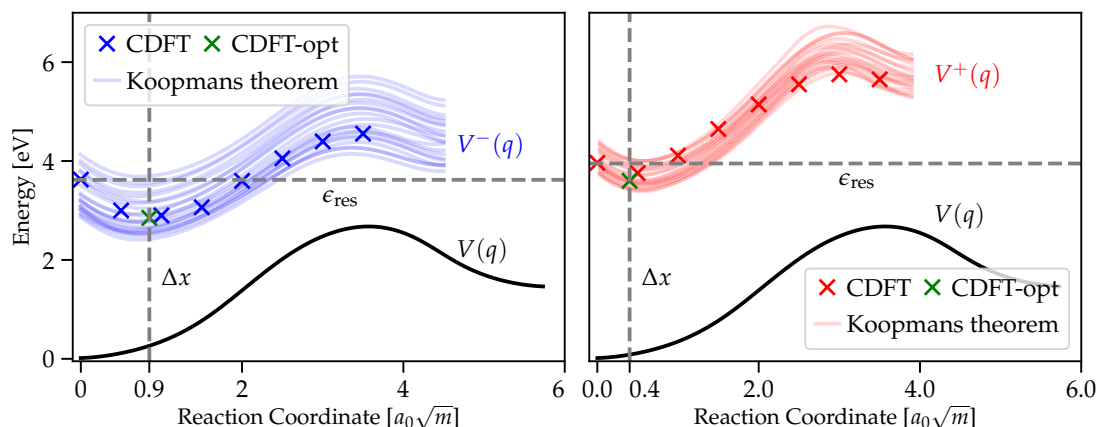 Energy [eV]
6
4
2
0
× CDFT × CDFT-opt
Koopmans theorem
V⁻(q)
ϵ_res
V(q)
Δx
0 0.9 2 4 6
Reaction Coordinate [a₀√m]
× CDFT × CDFT-opt
Koopmans theorem
V⁺(q)
ϵ_res
V(q)
Δx
0.0 0.4 2.0 4.0 6.0
Reaction Coordinate [a₀√m]